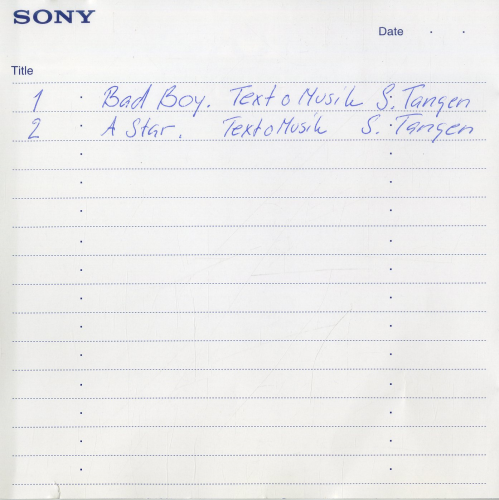 SONY
Date
Title
1 Bad Boy. Text o Musik S. Tangen
2 A Star. Text o Musik S. Tangen